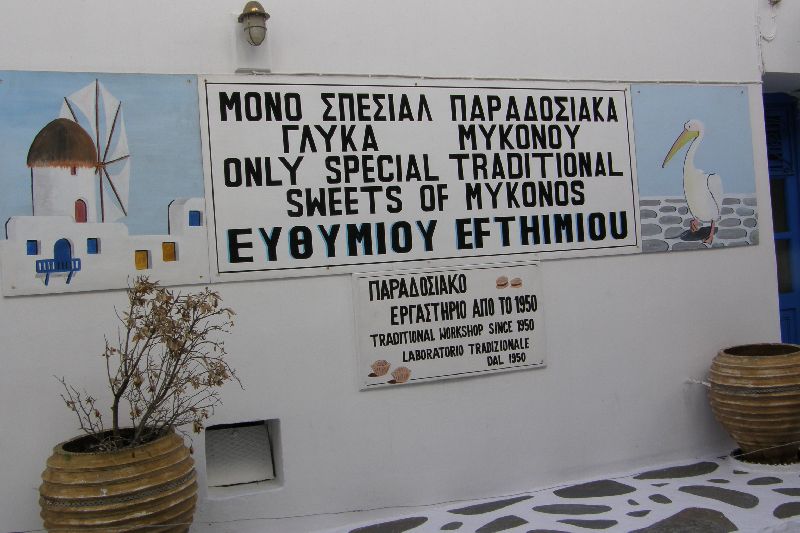 ΜΟΝΟ ΣΠΕΣΙΑΛ ΠΑΡΑΔΟΣΙΑΚΑ
ΓΛΥΚΑ ΜΥΚΟΝΟΥ
ONLY SPECIAL TRADITIONAL
SWEETS OF MYKONOS
ΕΥΘΥΜΙΟΥ EFTHIMIOU
ΠΑΡΑΔΟΣΙΑΚΟ
ΕΡΓΑΣΤΗΡΙΟ ΑΠΟ ΤΟ 1950
TRADITIONAL WORKSHOP SINCE 1950
LABORATORIO TRADIZIONALE
DAL 1950